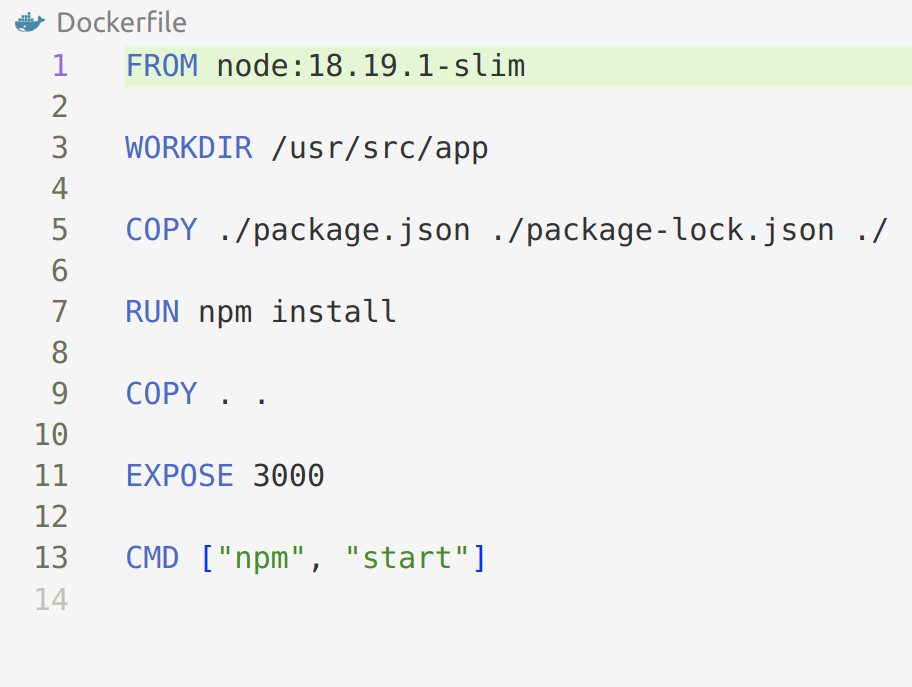 Dockerfile
1 FROM node:18.19.1-slim
2
3 WORKDIR /usr/src/app
4
5 COPY ./package.json ./package-lock.json ./
6
7 RUN npm install
8
9 COPY . .
10
11 EXPOSE 3000
12
13 CMD ["npm", "start"]
14